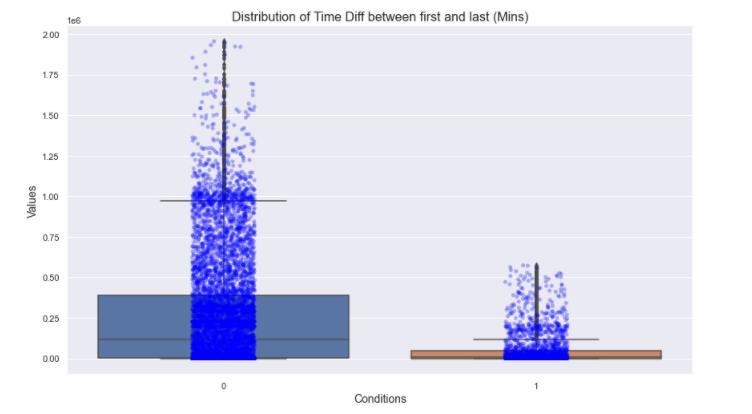 Distribution of Time Diff between first and last (Mins)
1e6
2.00
1.75
1.50
1.25
1.00
0.75
0.50
0.25
0.00
Values
0
1
Conditions